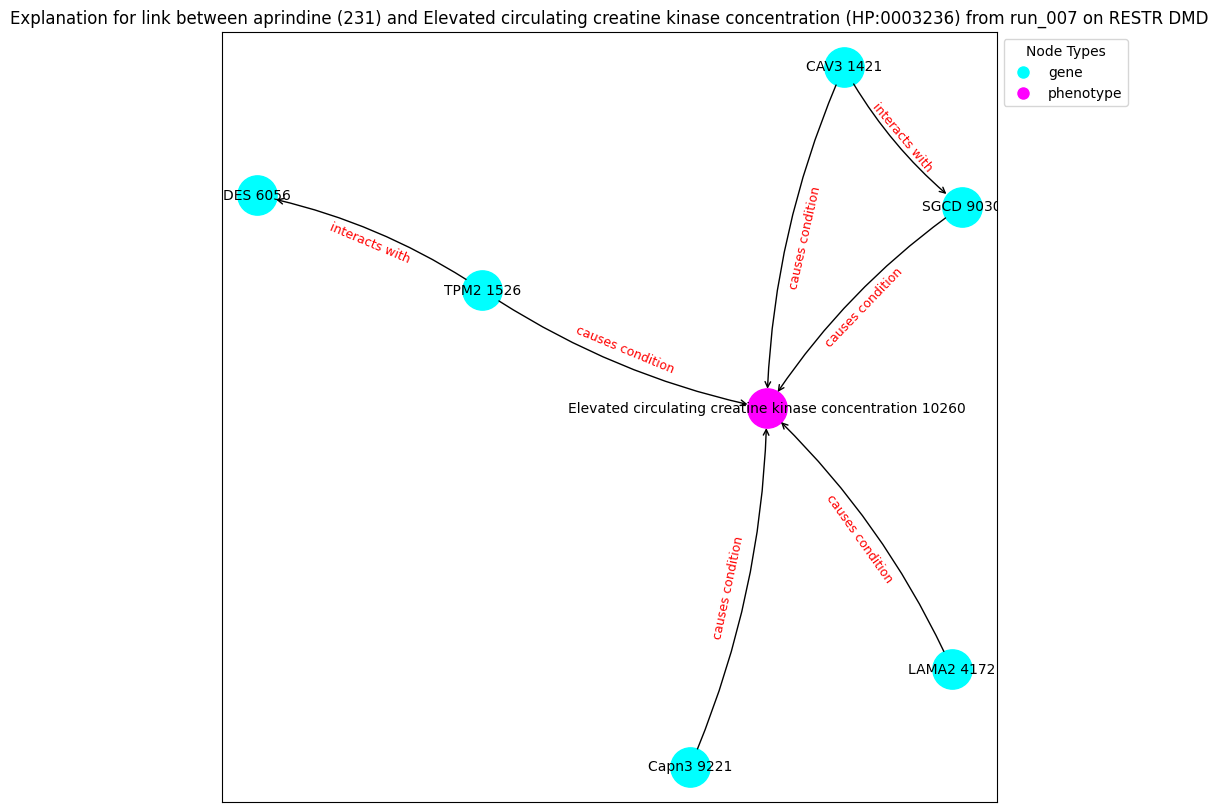 Explanation for link between aprindine (231) and Elevated circulating creatine kinase concentration (HP:0003236) from run_007 on RESTR DMD
Node Types
gene
phenotype
CAV3 1421
interacts with
DES 6056
SGCD 9030
causes condition
interacts with
TPM2 1526
causes condition
causes condition
Elevated circulating creatine kinase concentration 10260
causes condition
causes condition
LAMA2 4172
Capn3 9221